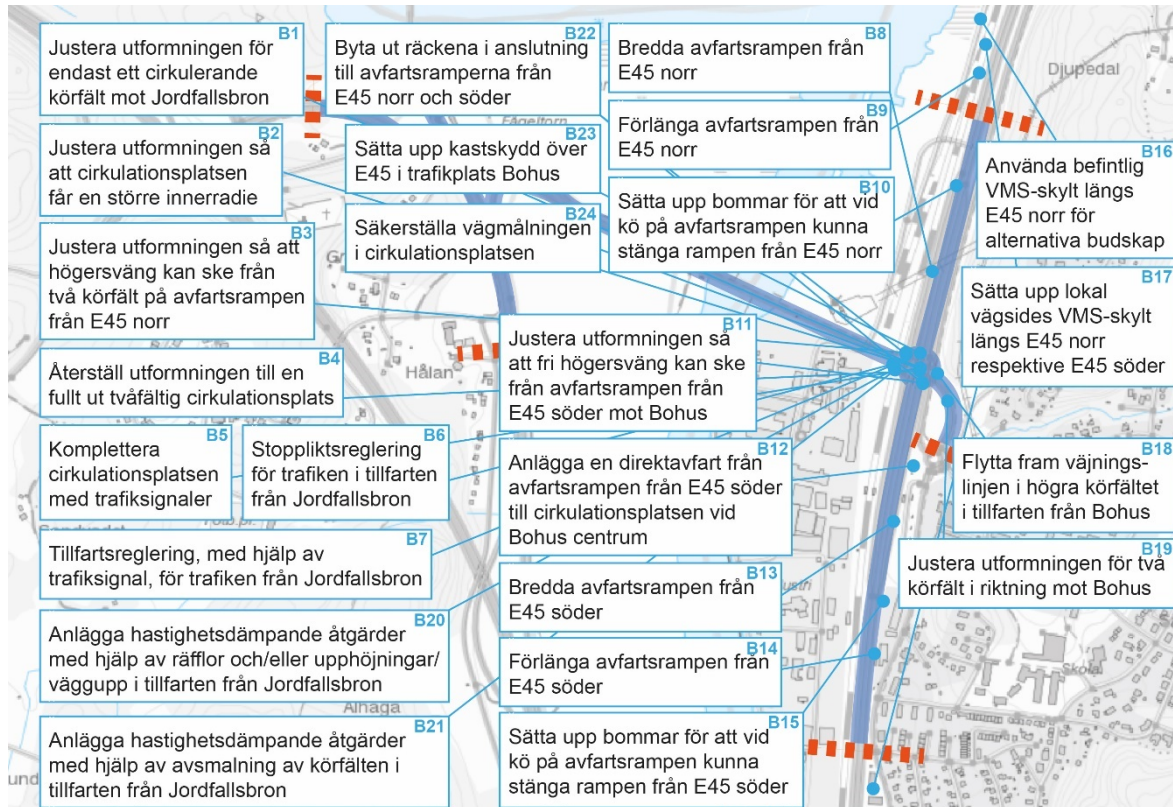 B1
Justera utformningen för
endast ett cirkulerande
körfält mot Jordfallsbron
B22
Byta ut räckena i anslutning
till avfartsramperna från
E45 norr och söder
B8
Bredda avfartsrampen från
E45 norr
Djupedal
B2
Justera utformningen så
att cirkulationsplatsen
får en större innerradie
Fågeltorn
B23
Sätta upp kastskydd över
E45 i trafikplats Bohus
B9
Förlänga avfartsrampen från
E45 norr
B16
Använda befintlig
VMS-skylt längs
E45 norr för
alternativa budskap
B3
Justera utformningen så att
högersväng kan ske från
två körfält på avfartsrampen
från E45 norr
Gr
B24
Säkerställa vägmålningen
i cirkulationsplatsen
B10
Sätta upp bommar för att vid
kö på avfartsrampen kunna
stänga rampen från E45 norr
B17
Sätta upp lokal
vägsides VMS-skylt
längs E45 norr
respektive E45 söder
B4
Återställ utformningen till en
fullt ut tvåfältig cirkulationsplats
Hålan
B11
Justera utformningen så
att fri högersväng kan ske
från avfartsrampen från
E45 söder mot Bohus
B5
Komplettera
cirkulationsplatsen
med trafiksignaler
B6
Stoppliktsreglering
för trafiken i tillfarten
från Jordfallsbron
B12
Anlägga en direktavfart från
avfartsrampen från E45 söder
till cirkulationsplatsen vid
Bohus centrum
B18
Flytta fram väjnings-
linjen i högra körfältet
i tillfarten från Bohus
B7
Tillfartsreglering, med hjälp av
trafiksignal, för trafiken från Jordfallsbron
B13
Bredda avfartsrampen från
E45 söder
ustri
B19
Justera utformningen för två
körfält i riktning mot Bohus
B20
Anlägga hastighetsdämpande åtgärder
med hjälp av räfflor och/eller upphöjningar/
väggupp i tillfarten från Jordfallsbron
B14
Förlänga avfartsrampen från
E45 söder
Skola
Alhaga
B21
Anlägga hastighetsdämpande åtgärder
med hjälp av avsmalning av körfälten i
tillfarten från Jordfallsbron
B15
Sätta upp bommar för att vid
kö på avfartsrampen kunna
stänga rampen från E45 söder
und